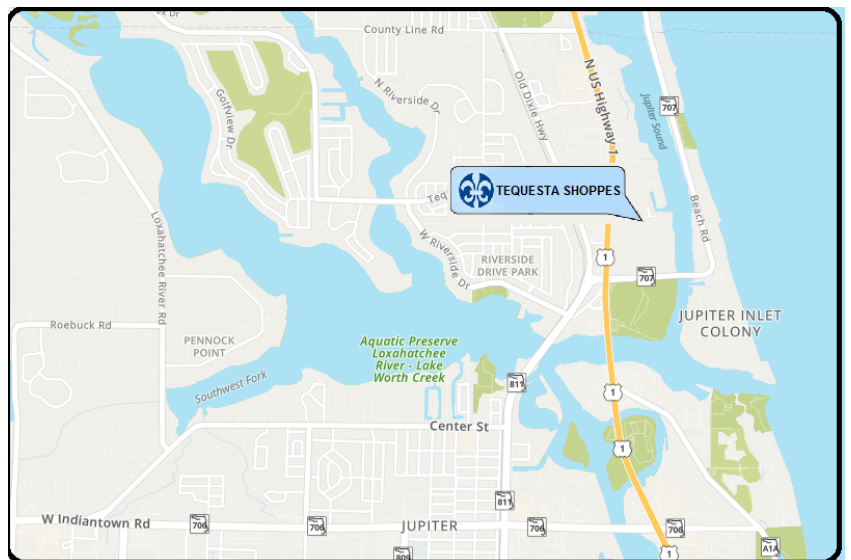 County Line Rd
N Riverside Dr
Golfview Dr
Old Dixie Hwy
N US Highway 1
707
Jupiter Sound
TEQUESTA SHOPPES
Loxahatchee River Rd
W Riverside Dr
RIVERSIDE
DRIVE PARK
Beach Rd
1
707
Roebuck Rd
PENNOCK
POINT
JUPITER INLET
COLONY
Aquatic Preserve
Loxahatchee
River - Lake
Worth Creek
Southwest Fork
811
1
Center St
1
811
W Indiantown Rd
706
706
JUPITER
706
706
A1A
1